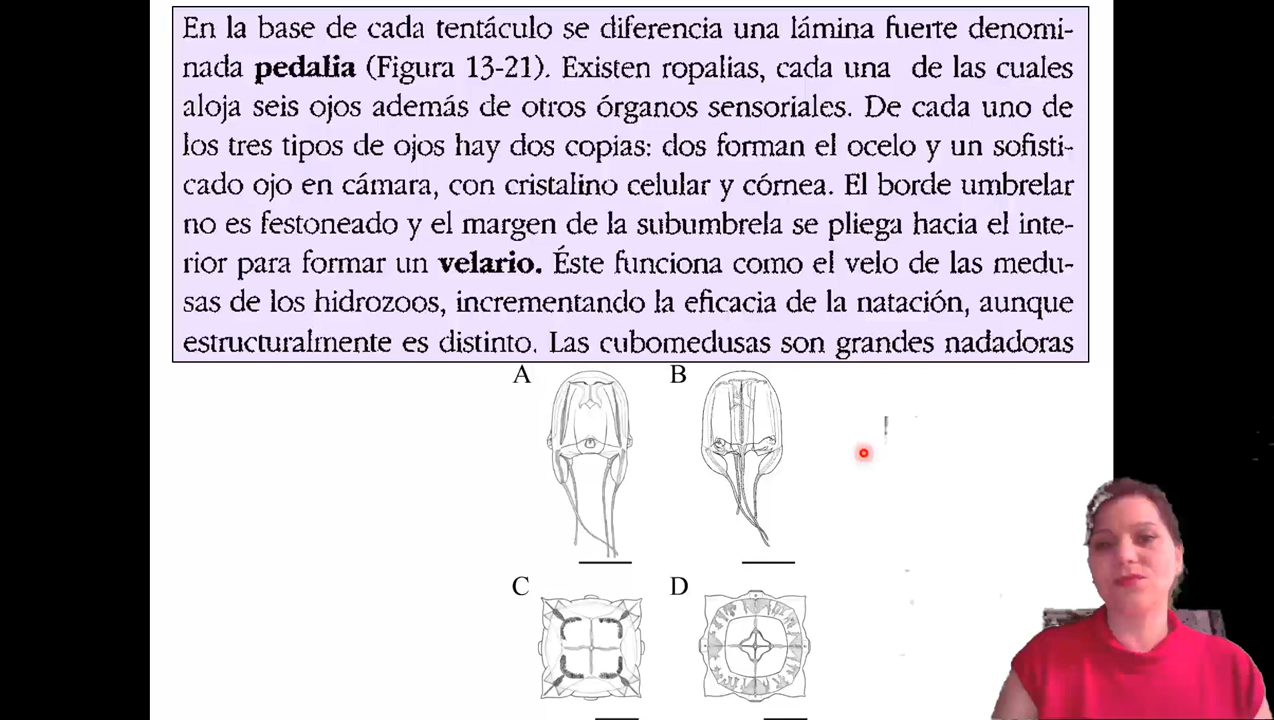 En la base de cada tentáculo se diferencia una lámina fuerte denomi-
nada pedalia (Figura 13-21). Existen ropalias, cada una de las cuales
aloja seis ojos además de otros órganos sensoriales. De cada uno de
los tres tipos de ojos hay dos copias: dos forman el ocelo y un sofisti-
cado ojo en cámara, con cristalino celular y córnea. El borde umbrelar
no es festoneado y el margen de la subumbrela se pliega hacia el inte-
rior para formar un velario. Éste funciona como el velo de las medu-
sas de los hidrozoos, incrementando la eficacia de la natación, aunque
estructuralmente es distinto. Las cubomedusas son grandes nadadoras
A B
C D